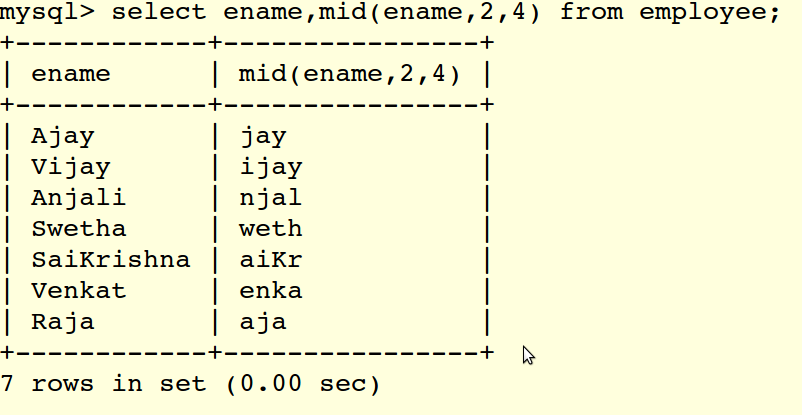 mysql> select ename,mid(ename,2,4) from employee;
+------------+----------------+
| ename      | mid(ename,2,4) |
+------------+----------------+
| Ajay       | jay            |
| Vijay      | ijay           |
| Anjali     | njal           |
| Swetha     | weth           |
| SaiKrishna | aiKr           |
| Venkat     | enka           |
| Raja       | aja            |
+------------+----------------+
7 rows in set (0.00 sec)